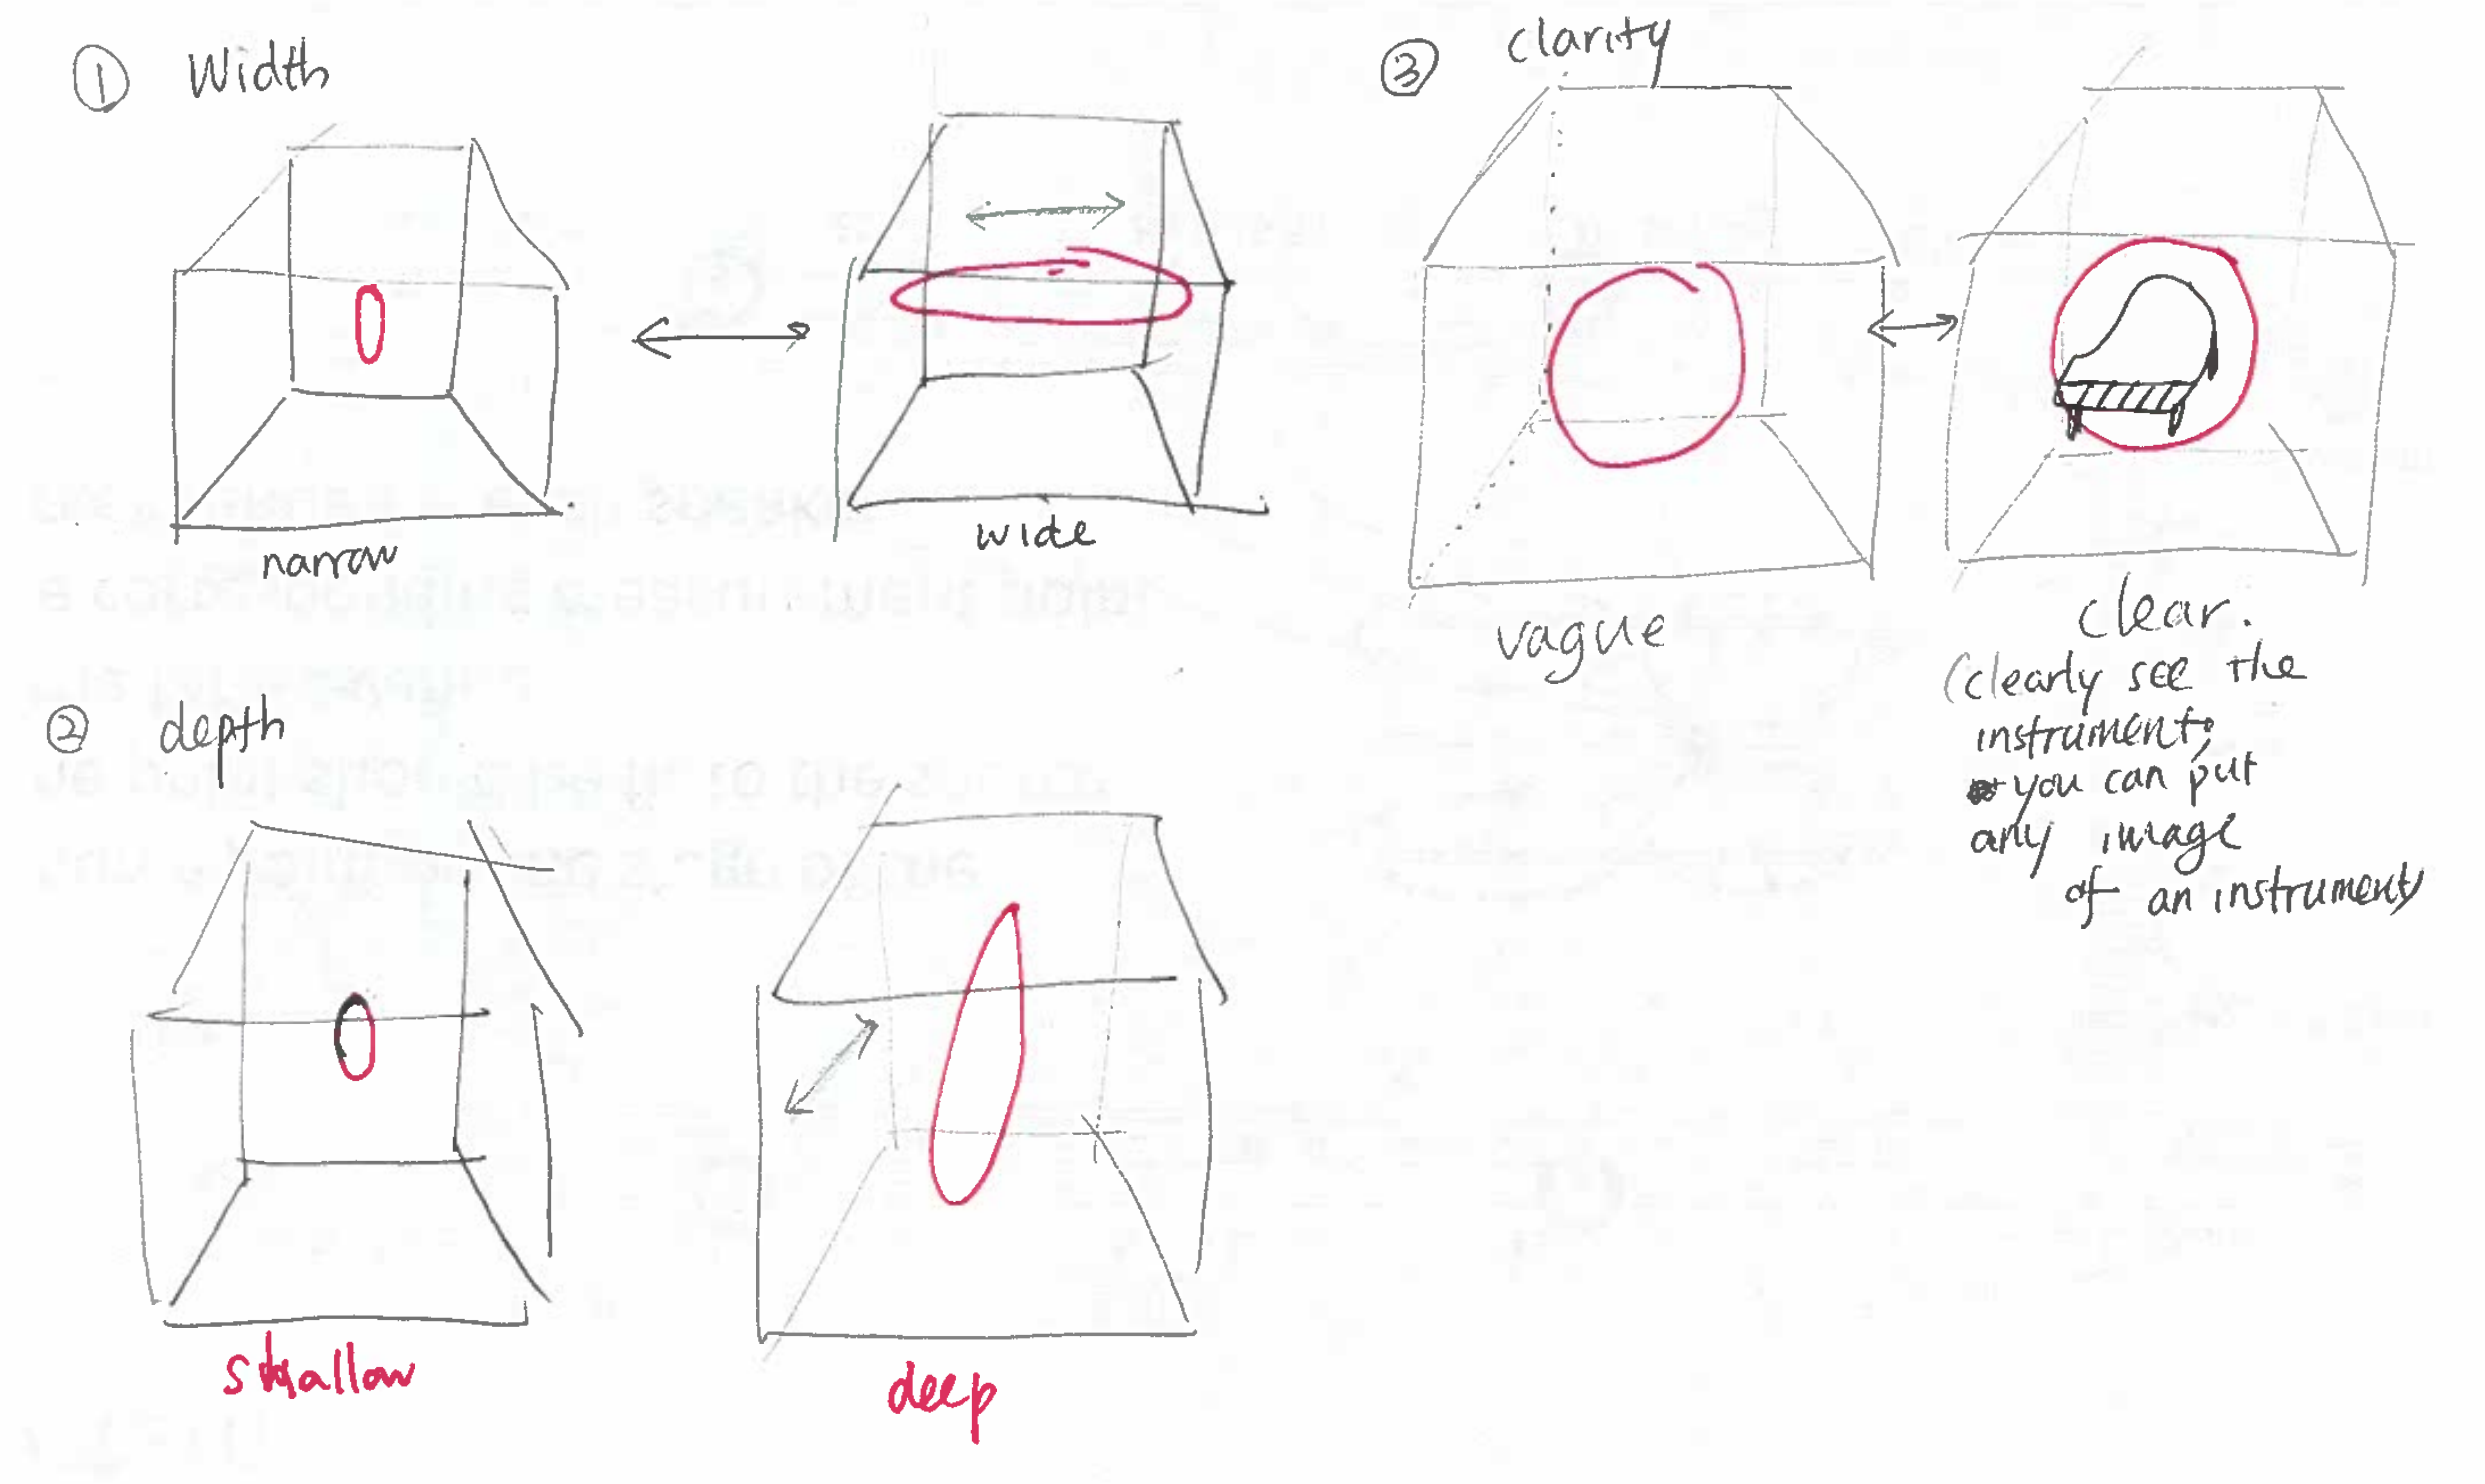 ① Width
narrow
wide
② depth
shallow
deep
③ clarity
vague
clear.
(clearly see the
instrument,
you can put
any image
of an instrument)